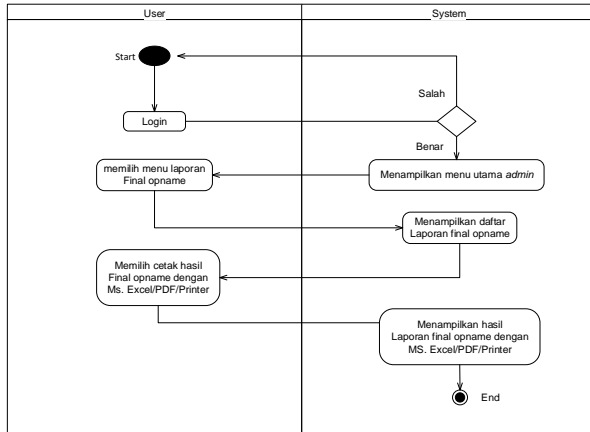 User
System
Start
Salah
Login
Benar
memilih menu laporan
Final opname
Menampilkan menu utama admin
Menampilkan daftar
Laporan final opname
Memilih cetak hasil
Final opname dengan
Ms. Excel/PDF/Printer
Menampilkan hasil
Laporan final opname dengan
MS. Excel/PDF/Printer
End